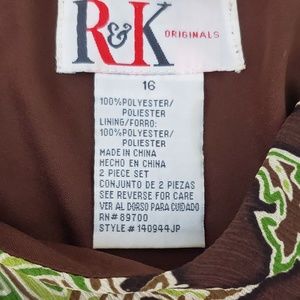 R&K ORIGINALS
16
100%POLYESTER/
POLIESTER
LINING/FORRO:
100%POLYESTER/
POLIESTER
MADE IN CHINA
HECHO EN CHINA
2 PIECE SET
CONJUNTO DE 2 PIEZAS
SEE REVERSE FOR CARE
VER AL DORSO PARA CUIDADO
RN# 89700
STYLE # 140944JP